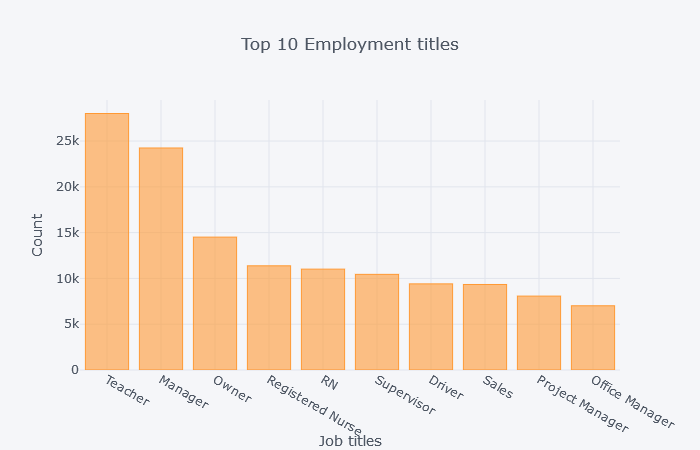 Top 10 Employment titles
Count
25k
20k
15k
10k
5k
0
Teacher
Manager
Owner
Registered Nurse
RN
Supervisor
Driver
Sales
Project Manager
Office Manager
Job titles